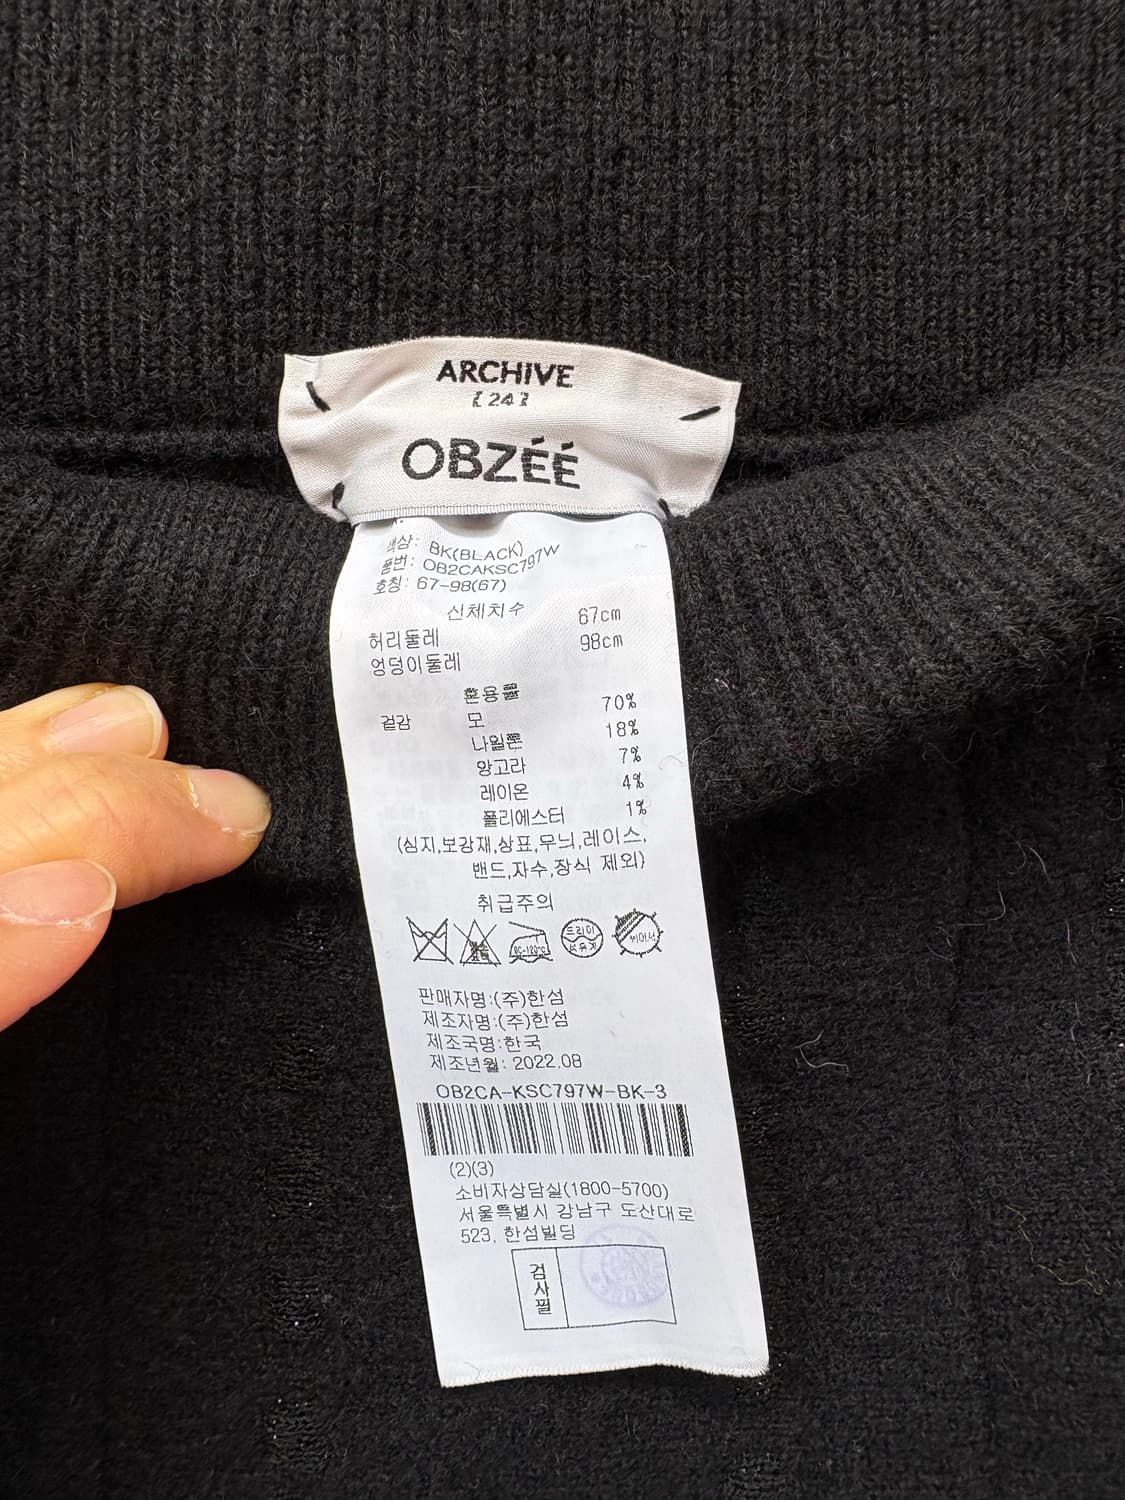 ARCHIVE
[24]
OBZÉÉ
색상: BK(BLACK)
품번: OB2CAKSC797W
호칭: 67-98(67)
신체치수
허리둘레 67cm
엉덩이둘레 98cm
혼용률
겉감 모 70%
나일론 18%
앙고라 7%
레이온 4%
폴리에스터 1%
(심지,보강재,상표,무늬,레이스,
밴드,자수,장식 제외)
취급주의
드라이
석유계
뉘어서
판매자명:(주)한섬
제조자명:(주)한섬
제조국명:한국
제조년월: 2022.08
OB2CA-KSC797W-BK-3
(2)(3)
소비자상담실(1800-5700)
서울특별시 강남구 도산대로
523, 한섬빌딩
검사필